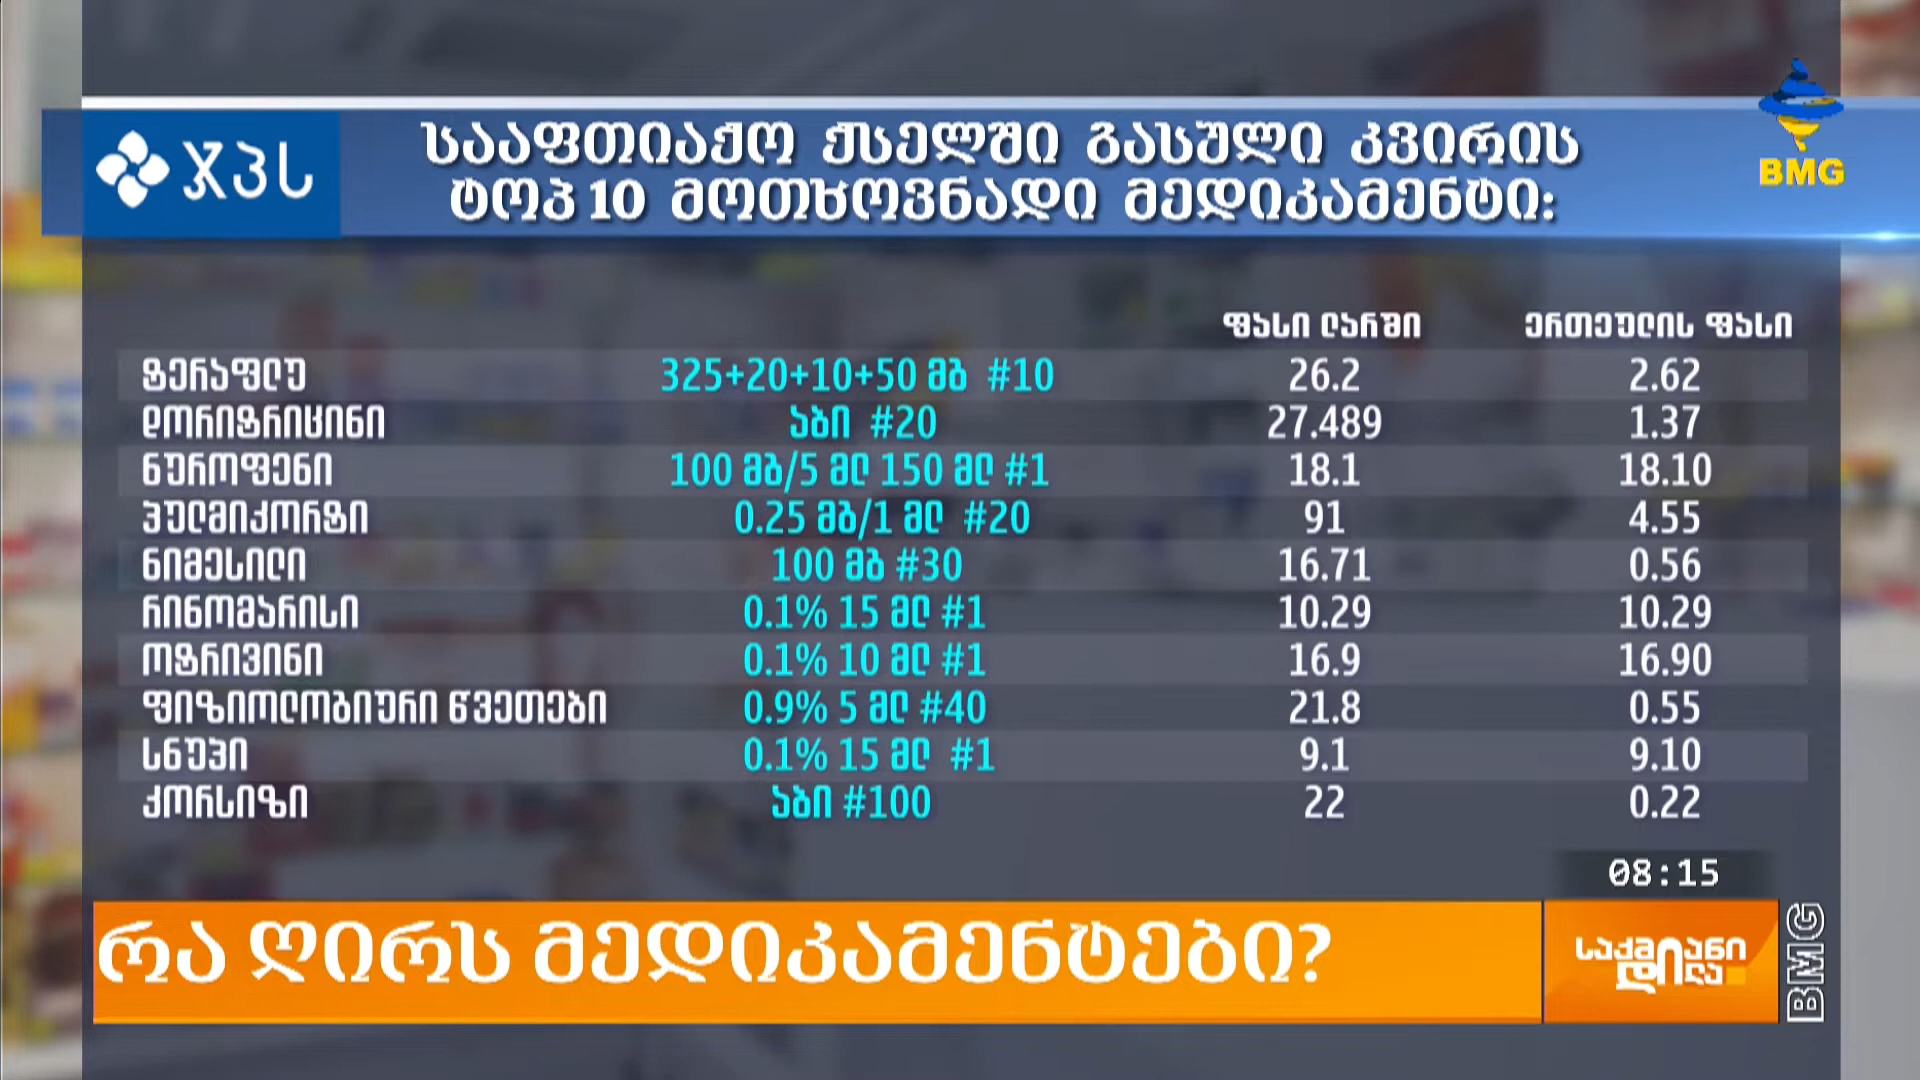 ჯპს
სააფთიაქო ქსელში გასული კვირის
ტოპ 10 მოთხოვნადი მედიკამენტი:
BMG
ფასი ლარში ერთეულის ფასი
ტერაფლუ 325+20+10+50 მგ #10 26.2 2.62
დორიტრიცინი აბი #20 27.489 1.37
ნუროფენი 100 მგ/5 მლ 150 მლ #1 18.1 18.10
პულმიკორტი 0.25 მგ/1 მლ #20 91 4.55
ნიმესილი 100 მგ #30 16.71 0.56
რინომარისი 0.1% 15 მლ #1 10.29 10.29
ოტრივინი 0.1% 10 მლ #1 16.9 16.90
ფიზიოლოგიური წვეთები 0.9% 5 მლ #40 21.8 0.55
სნუპი 0.1% 15 მლ #1 9.1 9.10
კორსიზი აბი #100 22 0.22
08:15
რა ღირს მედიკამენტები?
საქმიანი
დილა
BMG